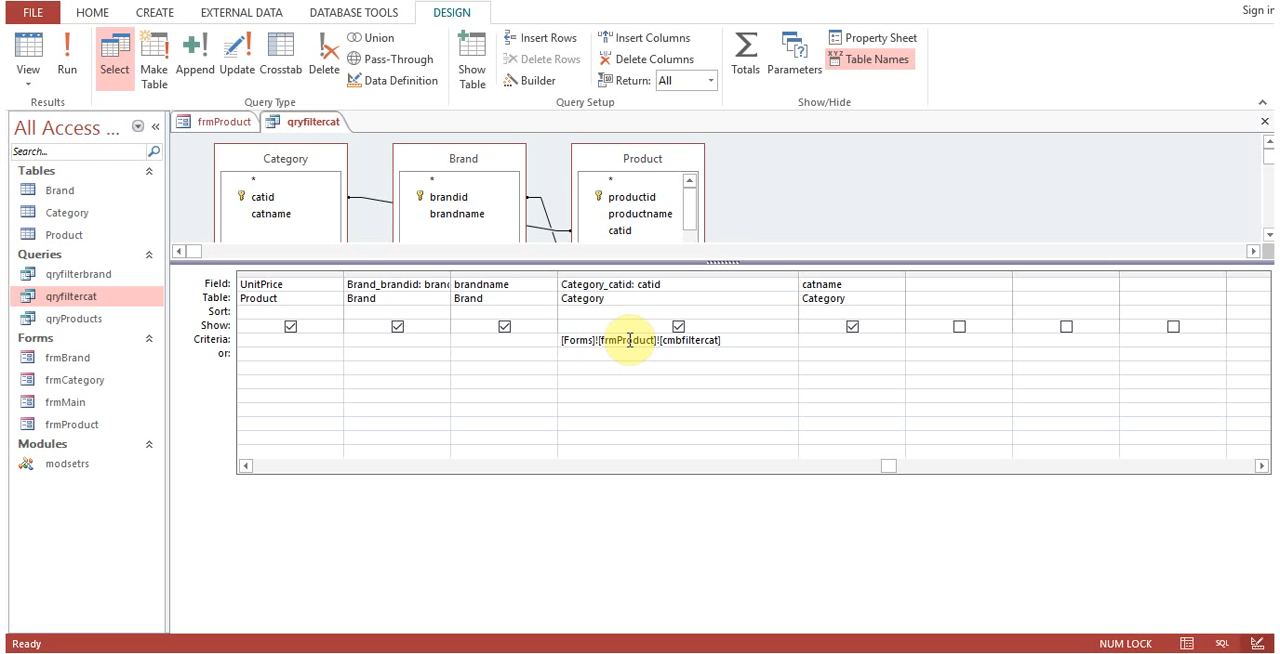 FILE HOME CREATE EXTERNAL DATA DATABASE TOOLS DESIGN Sign in
View
Run
Select
Make Table
Append
Update
Crosstab
Delete
Union
Pass-Through
Data Definition
Show Table
Insert Rows
Delete Rows
Builder
Insert Columns
Delete Columns
Return: All
Totals
Parameters
Property Sheet
XYZ Table Names
Results Query Type Query Setup Show/Hide
All Access ... «
Search...
Tables
Brand
Category
Product
Queries
qryfilterbrand
qryfiltercat
qryProducts
Forms
frmBrand
frmCategory
frmMain
frmProduct
Modules
modsetrs
frmProduct qryfiltercat
Category
*
catid
catname
Brand
*
brandid
brandname
Product
*
productid
productname
catid
Field: UnitPrice Brand_brandid: branc brandname Category_catid: catid catname
Table: Product Brand Brand Category Category
Sort:
Show:
Criteria: [Forms]![frmProduct]![cmbfiltercat]
or:
Ready NUM LOCK SQL